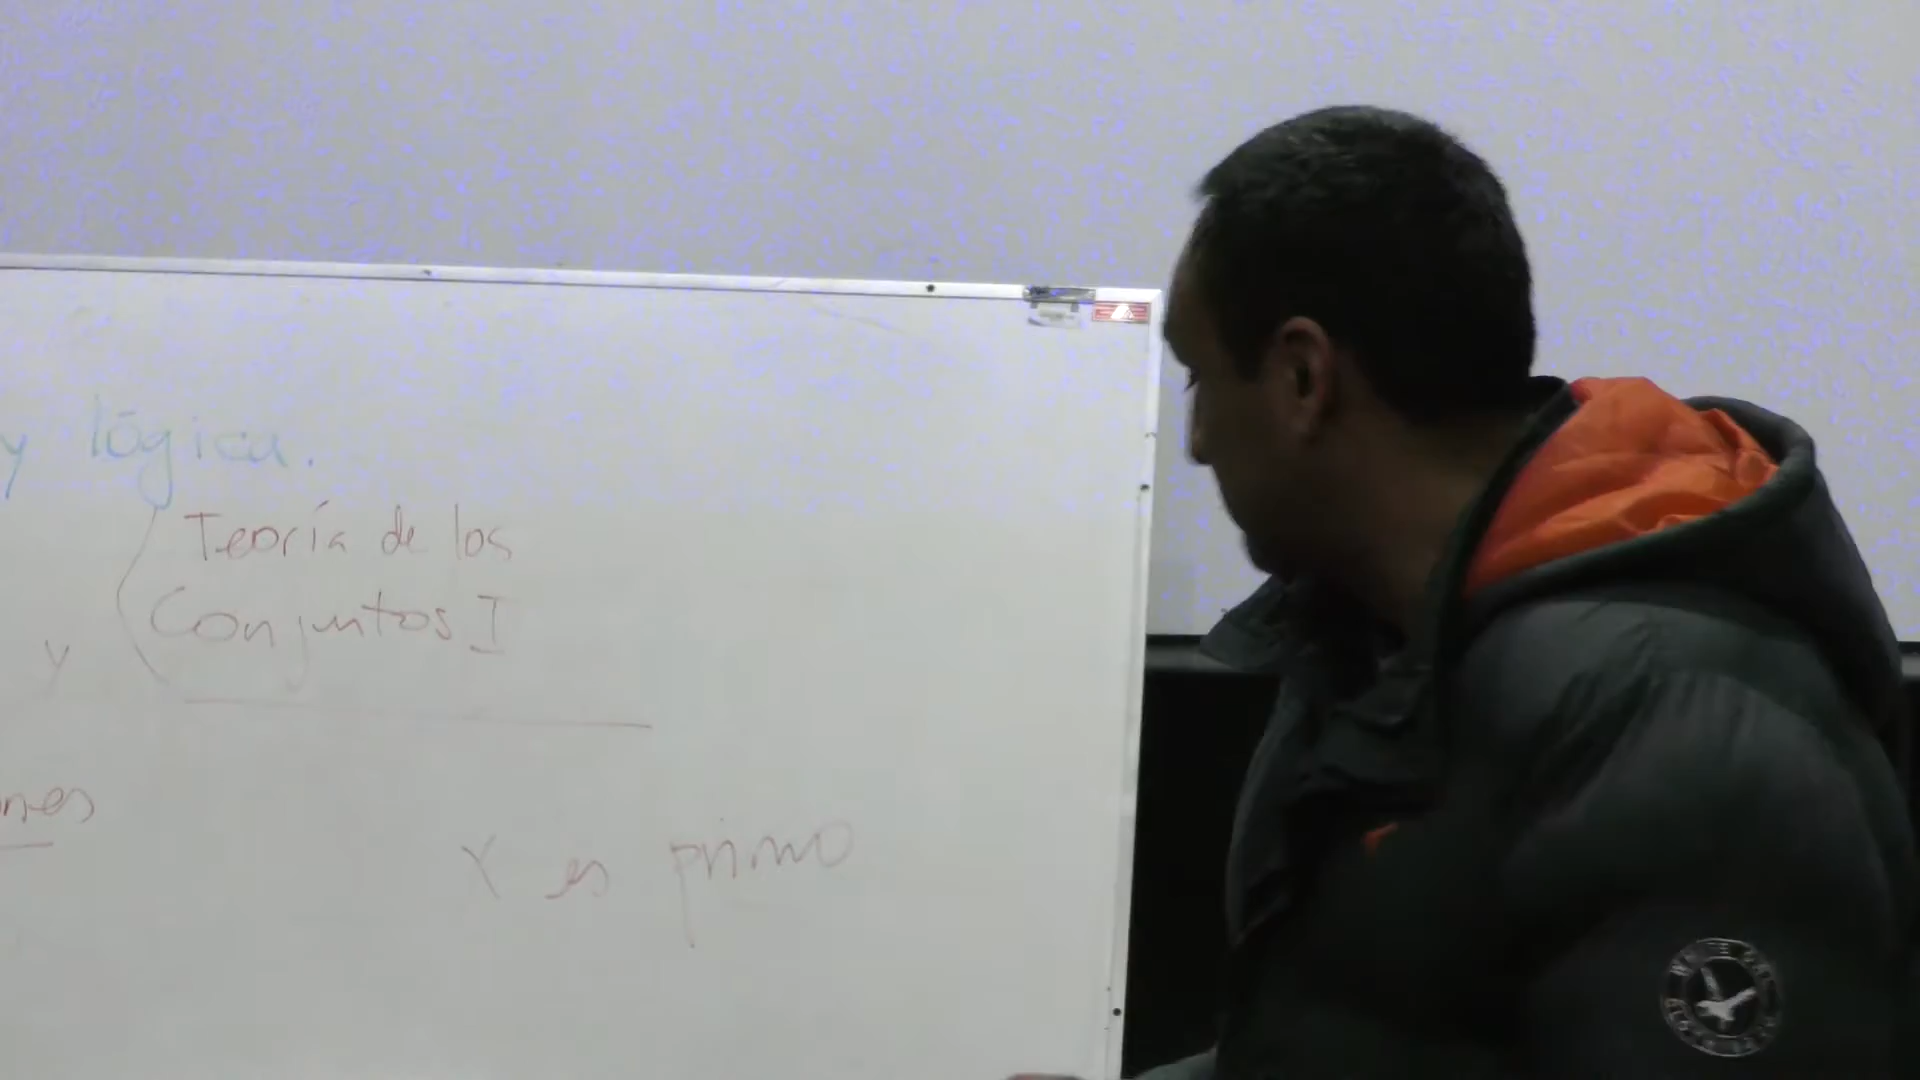 y lógica.
Teoría de los
y Conjuntos I
nes
x es primo